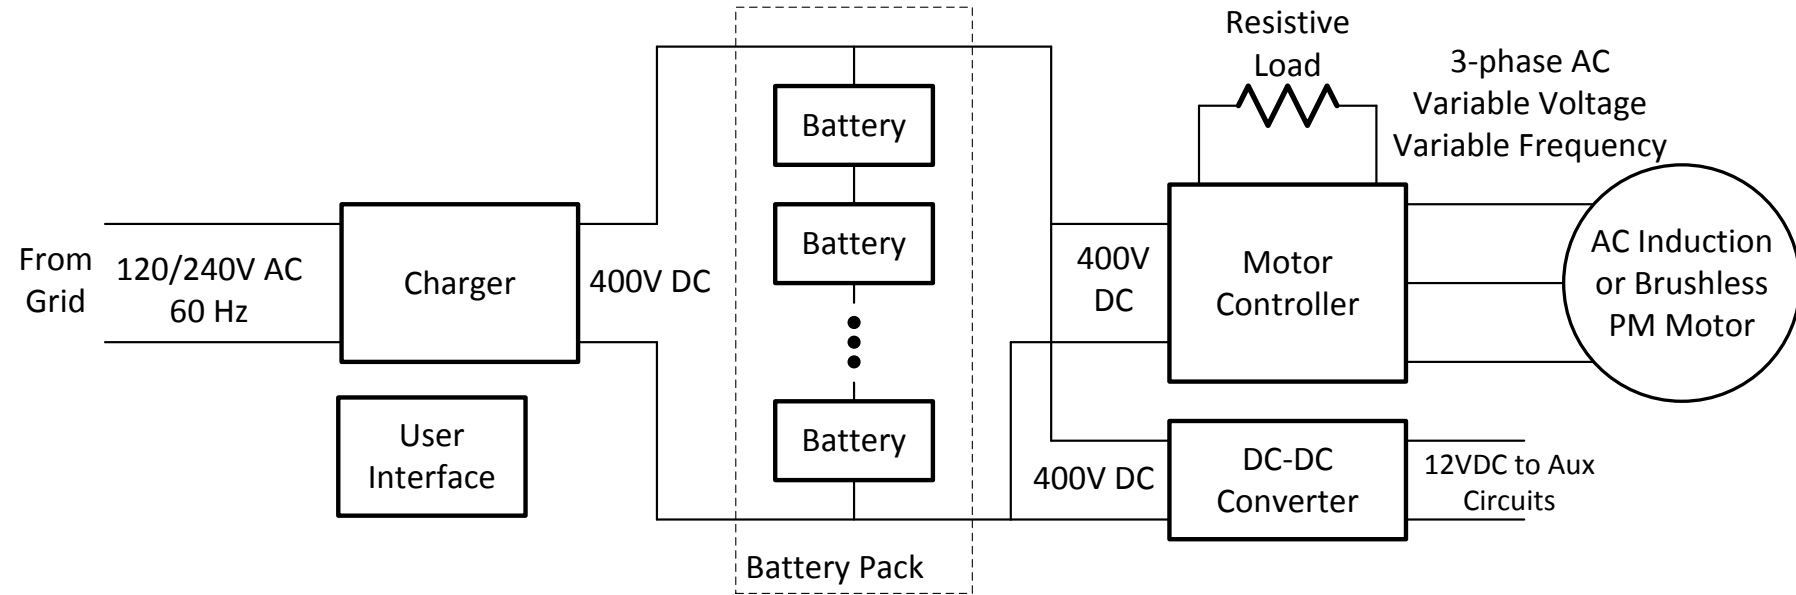 From
Grid
120/240V AC
60 Hz
Charger
User
Interface
400V DC
Battery
Battery
Battery
Battery Pack
Resistive
Load
3-phase AC
Variable Voltage
Variable Frequency
400V
DC
Motor
Controller
AC Induction
or Brushless
PM Motor
400V DC
DC-DC
Converter
12VDC to Aux
Circuits